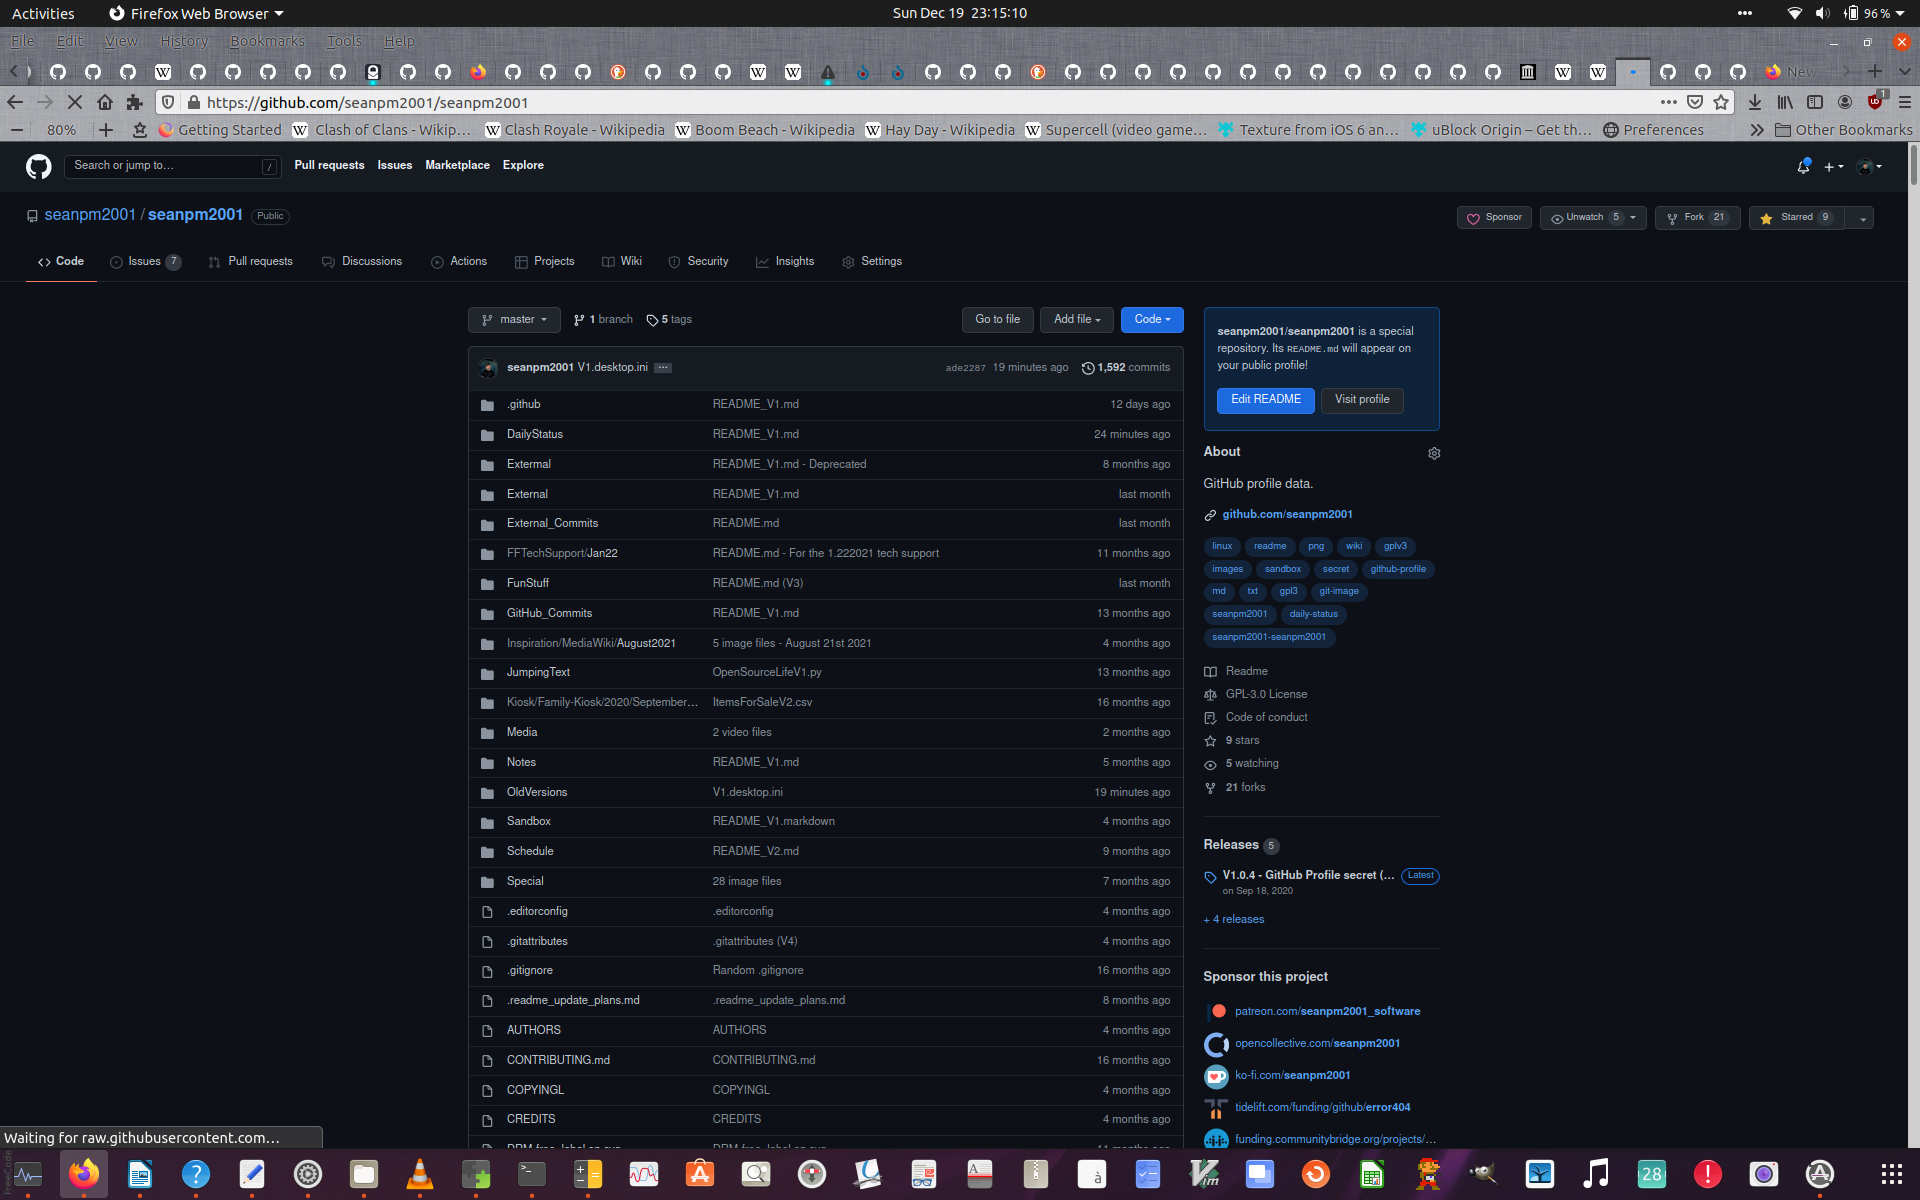 Activities
Firefox Web Browser
Sun Dec 19 23:15:10
96 %
File Edit View History Bookmarks Tools Help
New
https://github.com/seanpm2001/seanpm2001
1
80%
Getting Started
Clash of Clans - Wikip…
Clash Royale - Wikipedia
Boom Beach - Wikipedia
Hay Day - Wikipedia
Supercell (video game…
Texture from iOS 6 an…
uBlock Origin – Get th…
Preferences
Other Bookmarks
Search or jump to… /
Pull requests Issues Marketplace Explore
seanpm2001 / seanpm2001 Public
Sponsor
Unwatch 5
Fork 21
Starred 9
Code
Issues 7
Pull requests
Discussions
Actions
Projects
Wiki
Security
Insights
Settings
master
1 branch
5 tags
Go to file
Add file
Code
seanpm2001 V1.desktop.ini
ade2287 19 minutes ago
1,592 commits
.github README_V1.md 12 days ago
DailyStatus README_V1.md 24 minutes ago
Extermal README_V1.md - Deprecated 8 months ago
External README_V1.md last month
External_Commits README.md last month
FFTechSupport/Jan22 README.md - For the 1.222021 tech support 11 months ago
FunStuff README.md (V3) last month
GitHub_Commits README_V1.md 13 months ago
Inspiration/MediaWiki/August2021 5 image files - August 21st 2021 4 months ago
JumpingText OpenSourceLifeV1.py 13 months ago
Kiosk/Family-Kiosk/2020/September… ItemsForSaleV2.csv 16 months ago
Media 2 video files 2 months ago
Notes README_V1.md 5 months ago
OldVersions V1.desktop.ini 19 minutes ago
Sandbox README_V1.markdown 4 months ago
Schedule README_V2.md 9 months ago
Special 28 image files 7 months ago
.editorconfig .editorconfig 4 months ago
.gitattributes .gitattributes (V4) 4 months ago
.gitignore Random .gitignore 16 months ago
.readme_update_plans.md .readme_update_plans.md 8 months ago
AUTHORS AUTHORS 4 months ago
CONTRIBUTING.md CONTRIBUTING.md 16 months ago
COPYINGL COPYINGL 4 months ago
CREDITS CREDITS 4 months ago
seanpm2001/seanpm2001 is a special
repository. Its README.md will appear on
your public profile!
Edit README
Visit profile
About
GitHub profile data.
github.com/seanpm2001
linux readme png wiki gplv3
images sandbox secret github-profile
md txt gpl3 git-image
seanpm2001 daily-status
seanpm2001-seanpm2001
Readme
GPL-3.0 License
Code of conduct
9 stars
5 watching
21 forks
Releases 5
V1.0.4 - GitHub Profile secret (… Latest
on Sep 18, 2020
+ 4 releases
Sponsor this project
patreon.com/seanpm2001_software
opencollective.com/seanpm2001
ko-fi.com/seanpm2001
tidelift.com/funding/github/error404
funding.communitybridge.org/projects/…
Waiting for raw.githubusercontent.com…
28